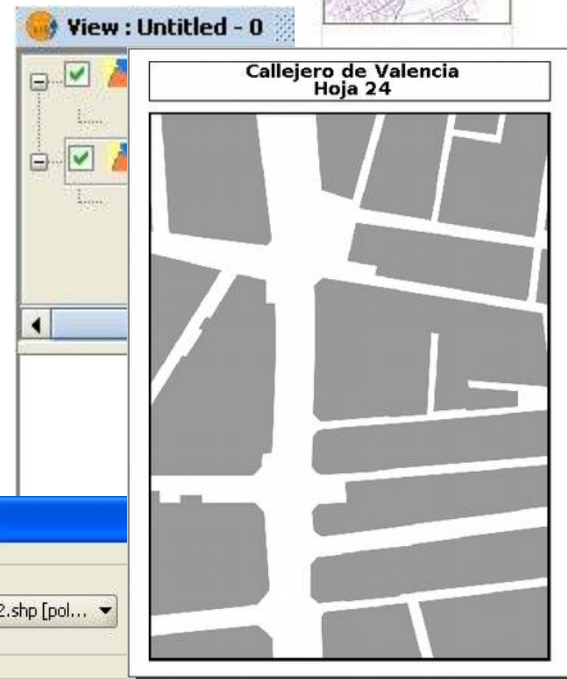 View : Untitled - 0
Callejero de Valencia
Hoja 24
2.shp [pol...